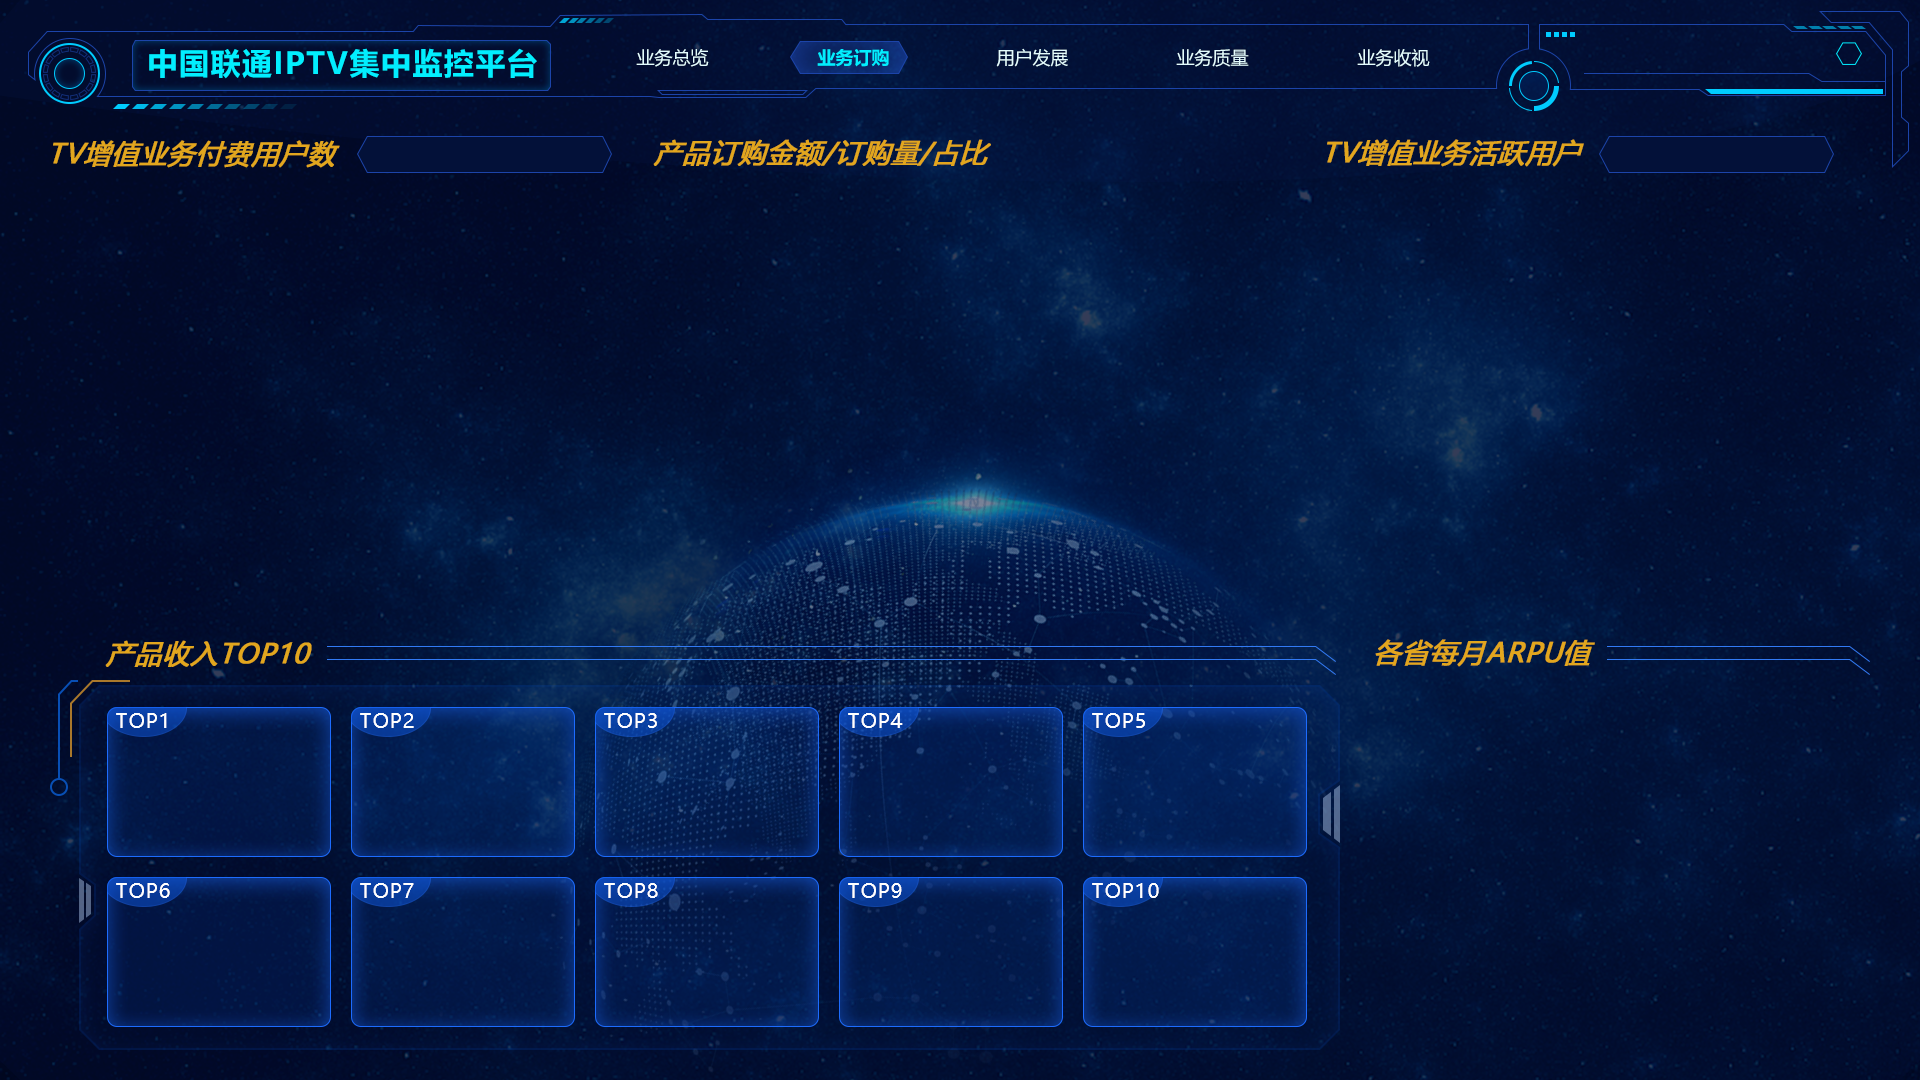 中国联通IPTV集中监控平台
业务总览
业务订购
用户发展
业务质量
业务收视
TV增值业务付费用户数
产品订购金额/订购量/占比
TV增值业务活跃用户
产品收入TOP10
各省每月ARPU值
TOP1
TOP2
TOP3
TOP4
TOP5
TOP6
TOP7
TOP8
TOP9
TOP10